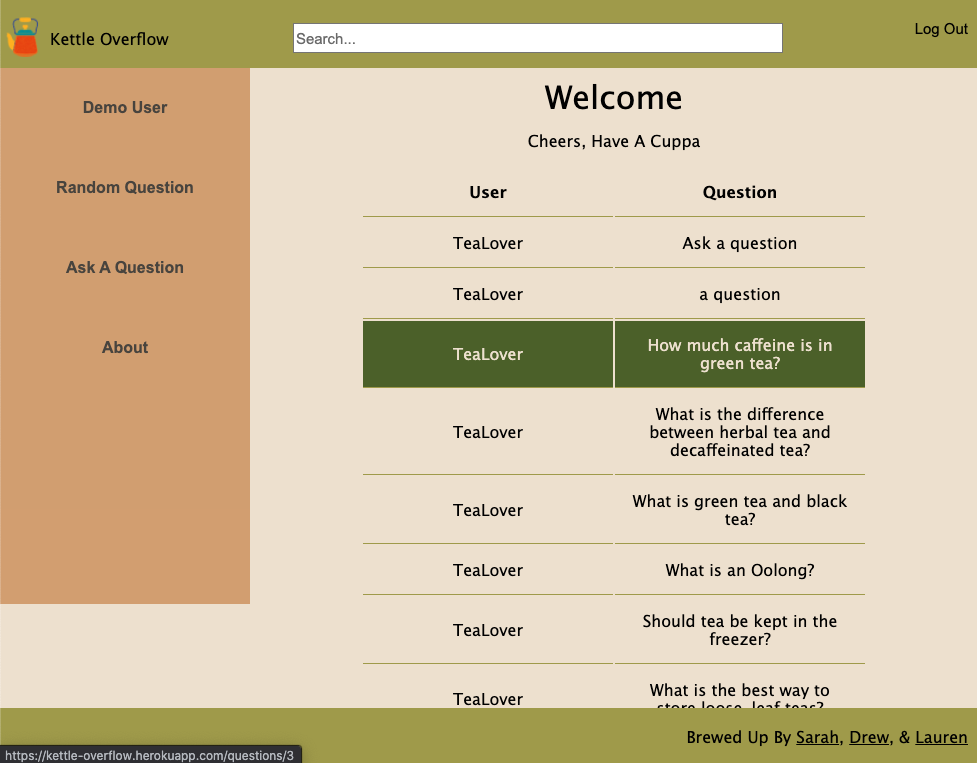 Kettle Overflow
Search...
Log Out
Demo User
Random Question
Ask A Question
About
Welcome
Cheers, Have A Cuppa
User Question
TeaLover Ask a question
TeaLover a question
TeaLover How much caffeine is in
green tea?
TeaLover What is the difference
between herbal tea and
decaffeinated tea?
TeaLover What is green tea and black
tea?
TeaLover What is an Oolong?
TeaLover Should tea be kept in the
freezer?
TeaLover What is the best way to
store loose-leaf teas?
Brewed Up By Sarah, Drew, & Lauren
https://kettle-overflow.herokuapp.com/questions/3